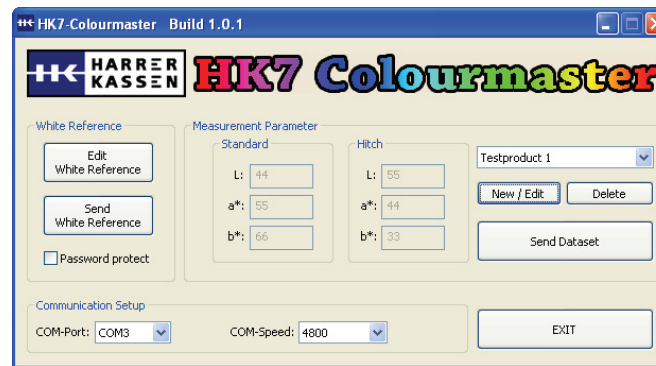 HK7-Colourmaster Build 1.0.1
HARRER
KASSEN
HK7 Colourmaster
White Reference
Edit
White Reference
Send
White Reference
Password protect
Measurement Parameter
Standard
L: 44
a*: 55
b*: 66
Hitch
L: 55
a*: 44
b*: 33
Testproduct 1
New / Edit
Delete
Send Dataset
Communication Setup
COM-Port: COM3
COM-Speed: 4800
EXIT